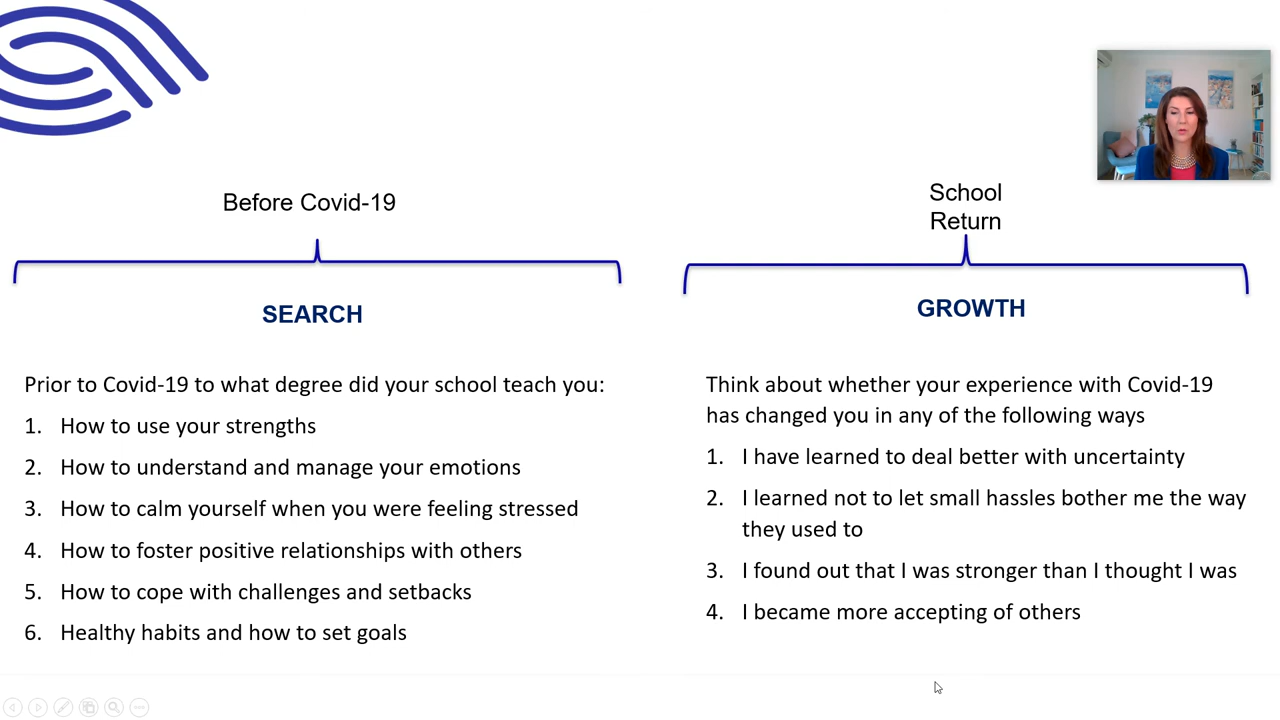 Before Covid-19
SEARCH
Prior to Covid-19 to what degree did your school teach you:
1. How to use your strengths
2. How to understand and manage your emotions
3. How to calm yourself when you were feeling stressed
4. How to foster positive relationships with others
5. How to cope with challenges and setbacks
6. Healthy habits and how to set goals
School
Return
GROWTH
Think about whether your experience with Covid-19
has changed you in any of the following ways
1. I have learned to deal better with uncertainty
2. I learned not to let small hassles bother me the way
they used to
3. I found out that I was stronger than I thought I was
4. I became more accepting of others